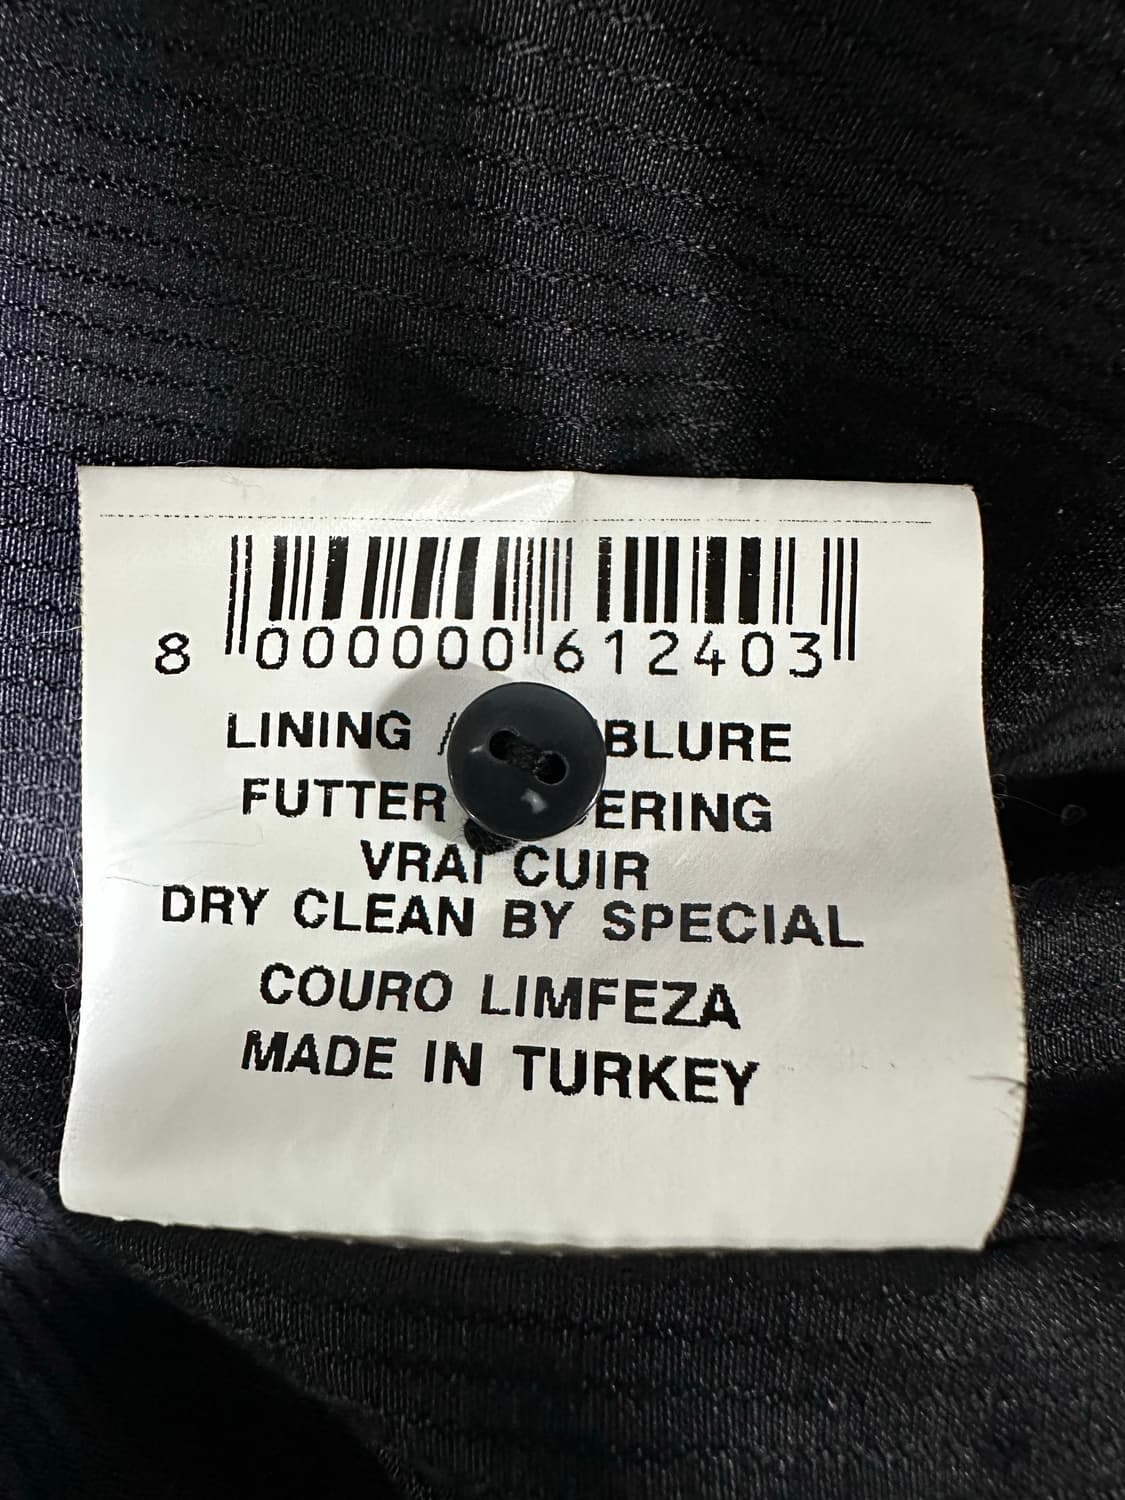 8 000000 612403
LINING / BLURE
FUTTER ERING
VRAI CUIR
DRY CLEAN BY SPECIAL
COURO LIMFEZA
MADE IN TURKEY